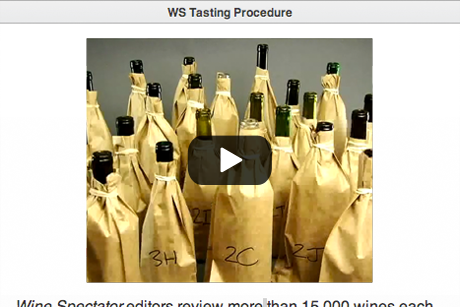 WS Tasting Procedure
2I
3H
2C
2J
Wine Spectator editors review more than 15,000 wines each